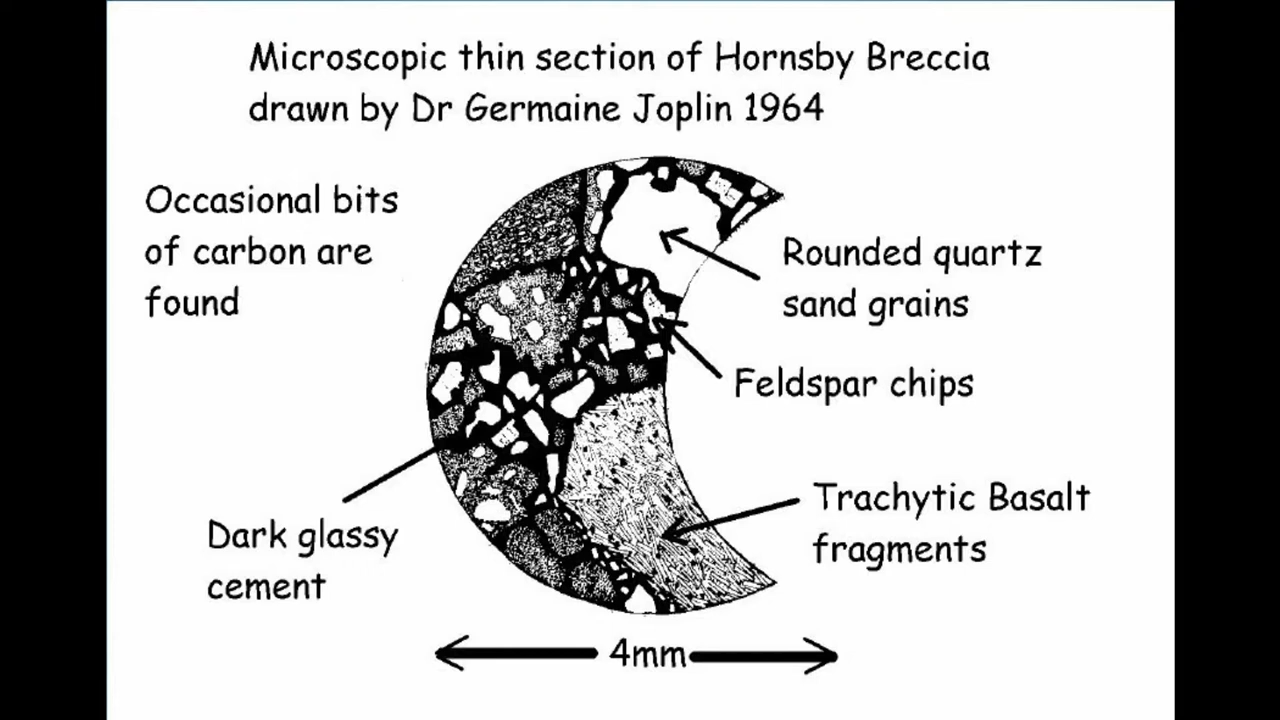 Microscopic thin section of Hornsby Breccia
drawn by Dr Germaine Joplin 1964
Occasional bits
of carbon are
found
Rounded quartz
sand grains
Feldspar chips
Trachytic Basalt
fragments
Dark glassy
cement
4mm